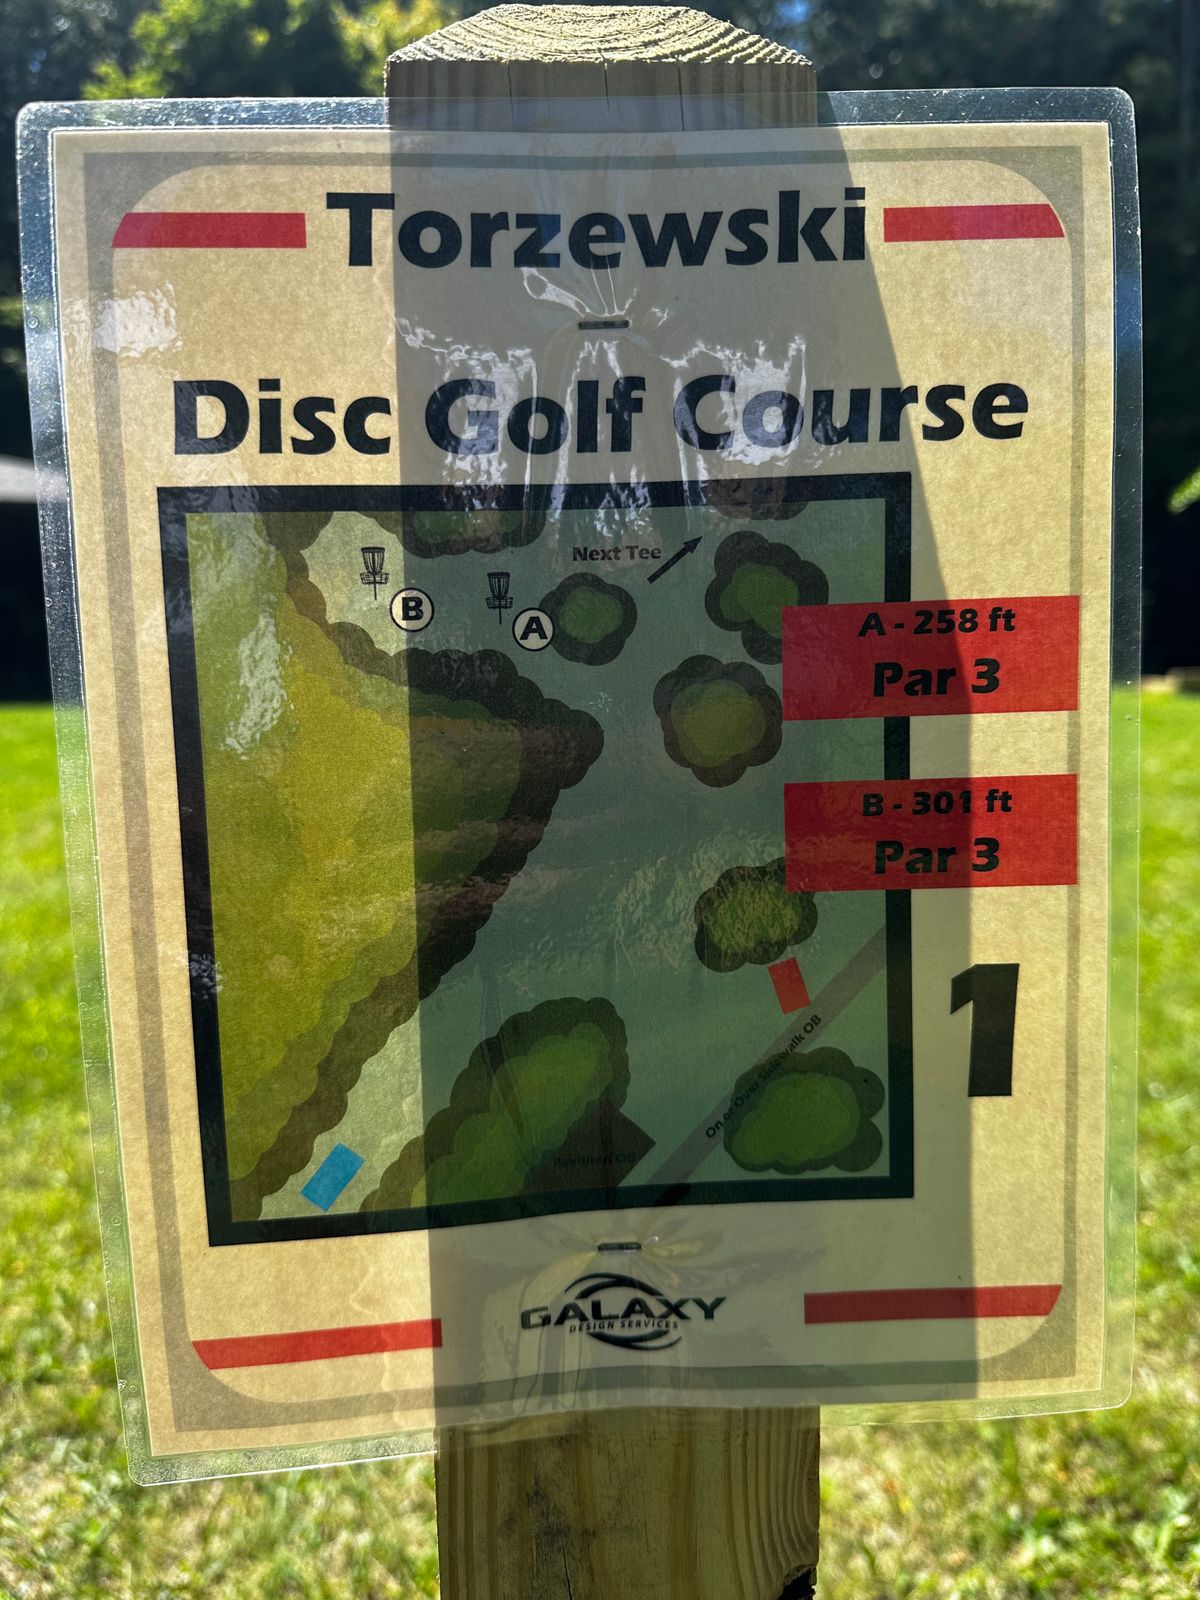 Torzewski
Disc Golf Course
Next Tee
B
A
A - 258 ft
Par 3
B - 301 ft
Par 3
1
On or Over Sidewalk OB
Pavillion OB
GALAXY
DESIGN SERVICES